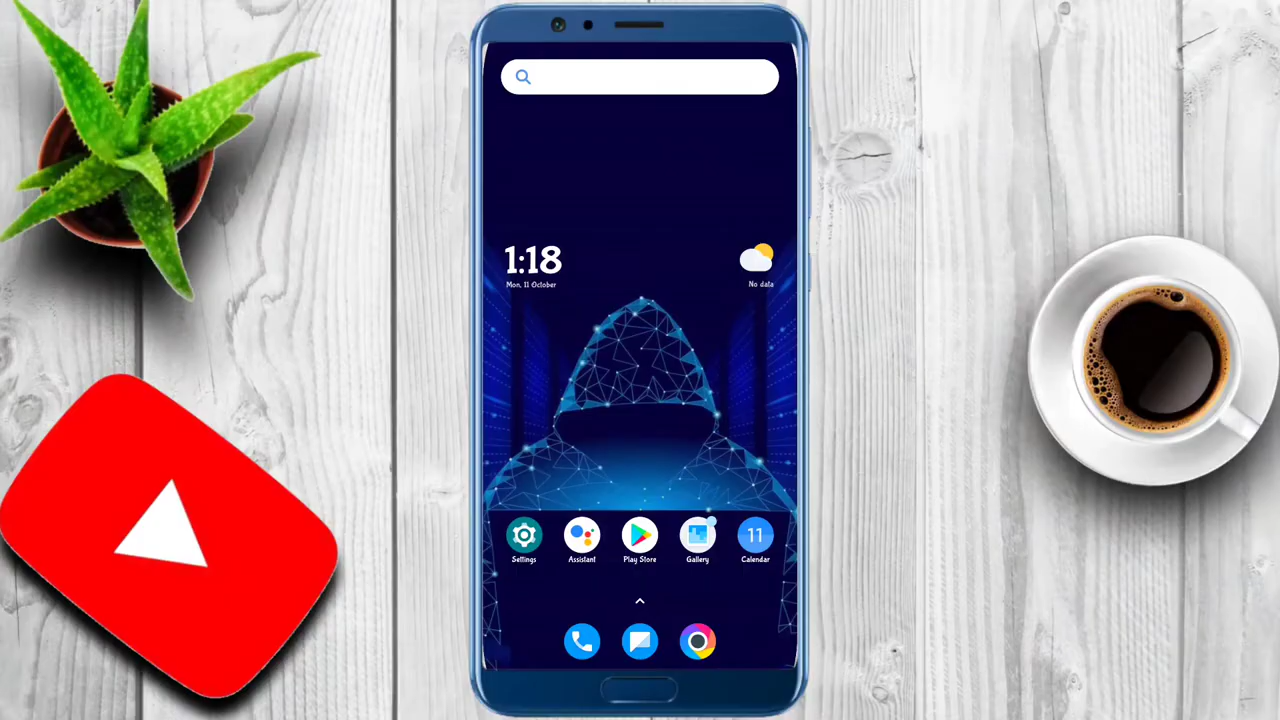 1:18
Mon, 11 October
No data
Settings
Assistant
Play Store
Gallery
11
Calendar